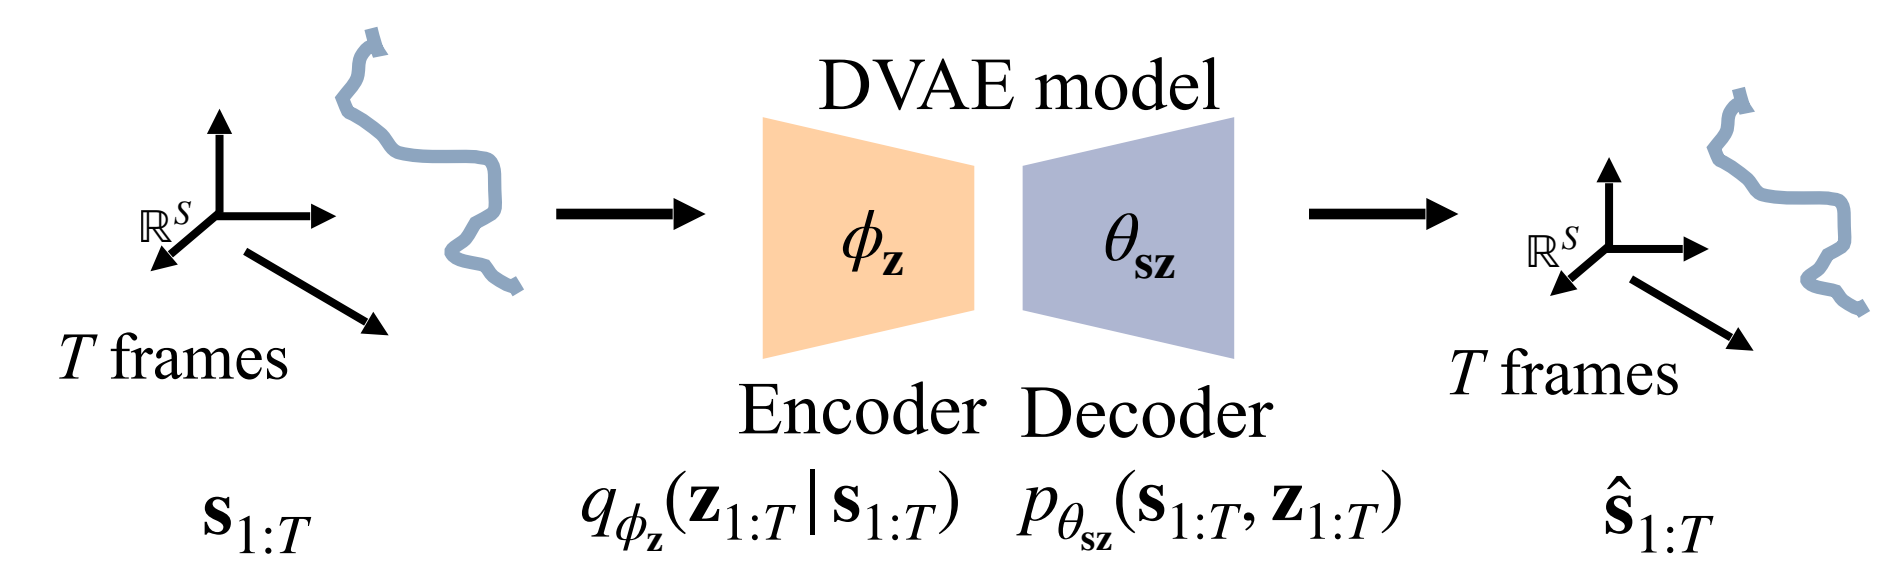 DVAE model
ℝ^S
T frames
ϕ_𝐳
θ_𝐬𝐳
ℝ^S
T frames
Encoder
Decoder
𝐬_{1:T}
q_{ϕ_𝐳}(𝐳_{1:T} | 𝐬_{1:T})
p_{θ_𝐬𝐳}(𝐬_{1:T}, 𝐳_{1:T})
𝐬̂_{1:T}